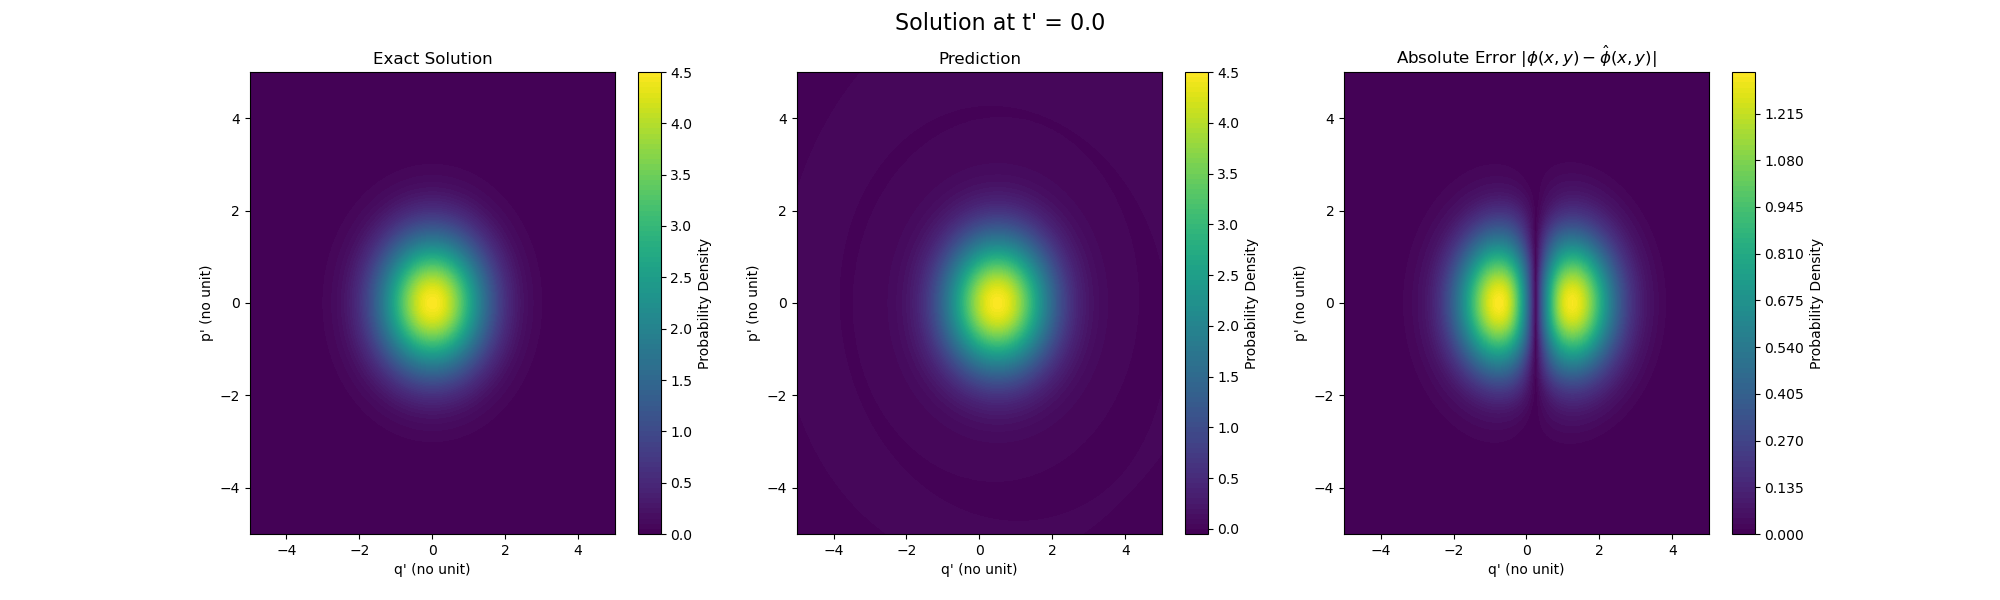 Solution at t' = 0.0
Exact Solution
4
2
0
−2
−4
p' (no unit)
−4 −2 0 2 4
q' (no unit)
4.5
4.0
3.5
3.0
2.5
2.0
1.5
1.0
0.5
0.0
Probability Density
Prediction
4
2
0
−2
−4
p' (no unit)
−4 −2 0 2 4
q' (no unit)
4.5
4.0
3.5
3.0
2.5
2.0
1.5
1.0
0.5
0.0
Probability Density
Absolute Error |ϕ(x, y) − ϕ̂(x, y)|
4
2
0
−2
−4
p' (no unit)
−4 −2 0 2 4
q' (no unit)
1.215
1.080
0.945
0.810
0.675
0.540
0.405
0.270
0.135
0.000
Probability Density